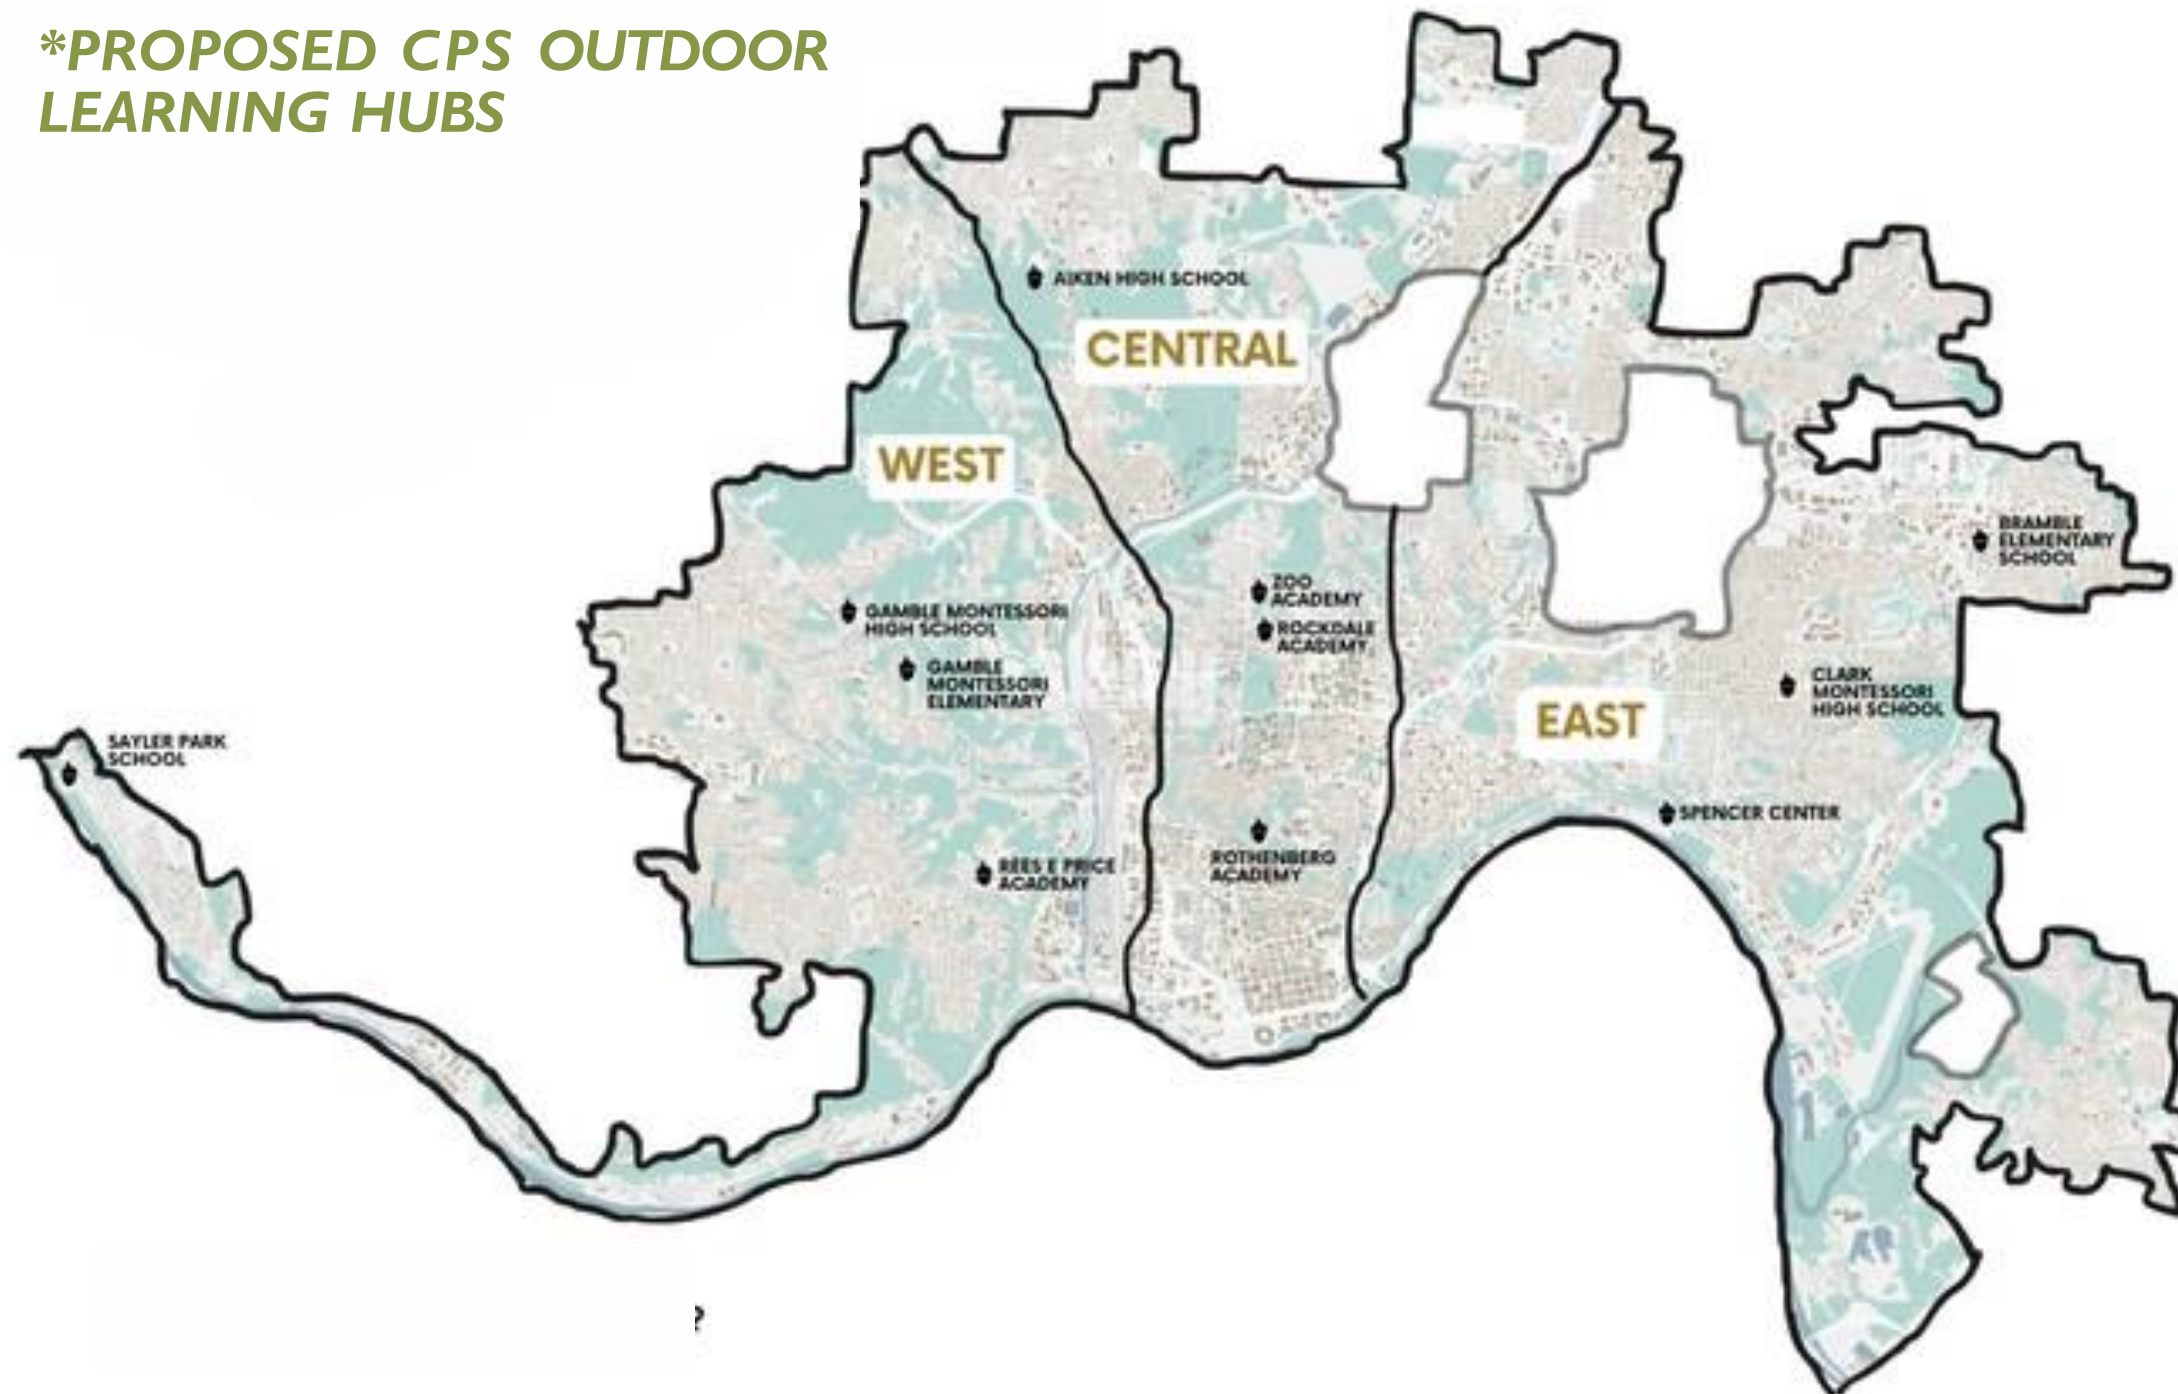 *PROPOSED CPS OUTDOOR
LEARNING HUBS
AIKEN HIGH SCHOOL
CENTRAL
WEST
BRAMBLE
ELEMENTARY
SCHOOL
ZOO
ACADEMY
GAMBLE MONTESSORI
HIGH SCHOOL
ROCKDALE
ACADEMY
GAMBLE
MONTESSORI
ELEMENTARY
CLARK
MONTESSORI
HIGH SCHOOL
EAST
SAYLER PARK
SCHOOL
SPENCER CENTER
ROTHENBERG
ACADEMY
REES E PRICE
ACADEMY